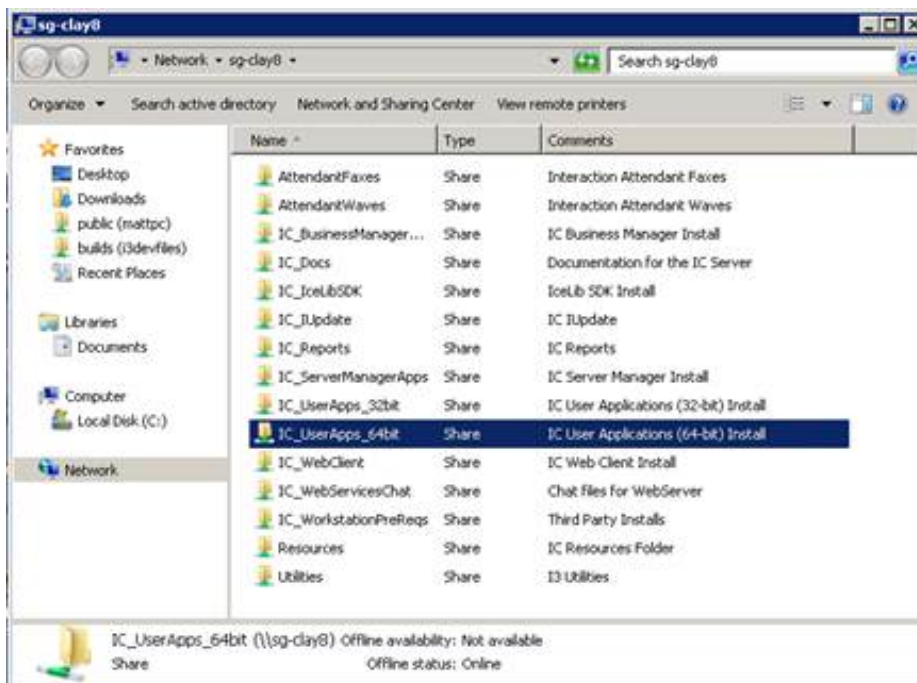 sg-clay8
Network sg-clay8 Search sg-clay8
Organize Search active directory Network and Sharing Center View remote printers
Name Type Comments
Favorites
Desktop
Downloads
public (mattpc)
builds (i3devfiles)
Recent Places
Libraries
Documents
Computer
Local Disk (C:)
Network
AttendantFaxes Share Interaction Attendant Faxes
AttendantWaves Share Interaction Attendant Waves
IC_BusinessManager... Share IC Business Manager Install
IC_Docs Share Documentation for the IC Server
IC_IceLibSDK Share IceLib SDK Install
IC_IUpdate Share IC IUpdate
IC_Reports Share IC Reports
IC_ServerManagerApps Share IC Server Manager Install
IC_UserApps_32bit Share IC User Applications (32-bit) Install
IC_UserApps_64bit Share IC User Applications (64-bit) Install
IC_WebClient Share IC Web Client Install
IC_WebServicesChat Share Chat files for WebServer
IC_WorkstationPreReqs Share Third Party Installs
Resources Share IC Resources Folder
Utilities Share I3 Utilities
IC_UserApps_64bit (\\sg-clay8) Offline availability: Not available
Share Offline status: Online